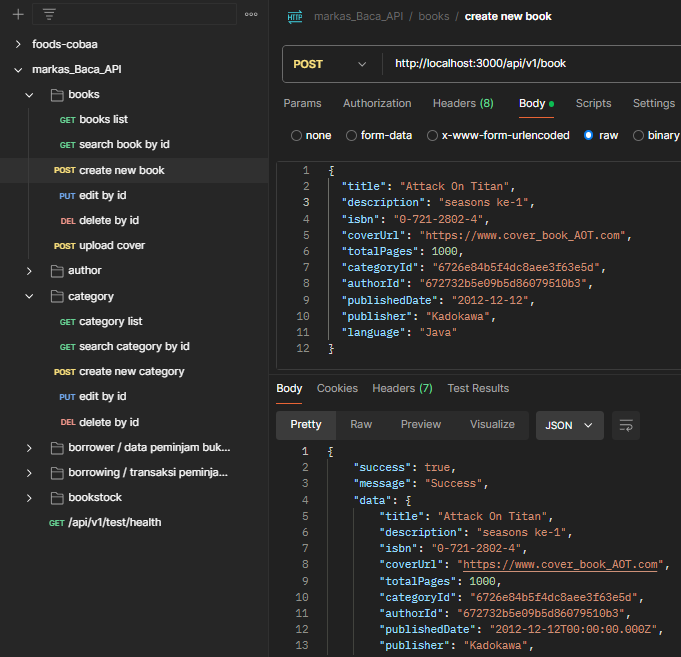 foods-cobaa
markas_Baca_API
books
GET books list
GET search book by id
POST create new book
PUT edit by id
DEL delete by id
POST upload cover
author
category
GET category list
GET search category by id
POST create new category
PUT edit by id
DEL delete by id
borrower / data peminjam buk...
borrowing / transaksi peminja...
bookstock
GET /api/v1/test/health
HTTP markas_Baca_API / books / create new book
POST http://localhost:3000/api/v1/book
Params Authorization Headers (8) Body Scripts Settings
none form-data x-www-form-urlencoded raw binary
1 {
2 "title": "Attack On Titan",
3 "description": "seasons ke-1",
4 "isbn": "0-721-2802-4",
5 "coverUrl": "https://www.cover_book_AOT.com",
6 "totalPages": 1000,
7 "categoryId": "6726e84b5f4dc8aee3f63e5d",
8 "authorId": "672732b5e09b5d86079510b3",
9 "publishedDate": "2012-12-12",
10 "publisher": "Kadokawa",
11 "language": "Java"
12 }
Body Cookies Headers (7) Test Results
Pretty Raw Preview Visualize JSON
1 {
2 "success": true,
3 "message": "Success",
4 "data": {
5 "title": "Attack On Titan",
6 "description": "seasons ke-1",
7 "isbn": "0-721-2802-4",
8 "coverUrl": "https://www.cover_book_AOT.com",
9 "totalPages": 1000,
10 "categoryId": "6726e84b5f4dc8aee3f63e5d",
11 "authorId": "672732b5e09b5d86079510b3",
12 "publishedDate": "2012-12-12T00:00:00.000Z",
13 "publisher": "Kadokawa",